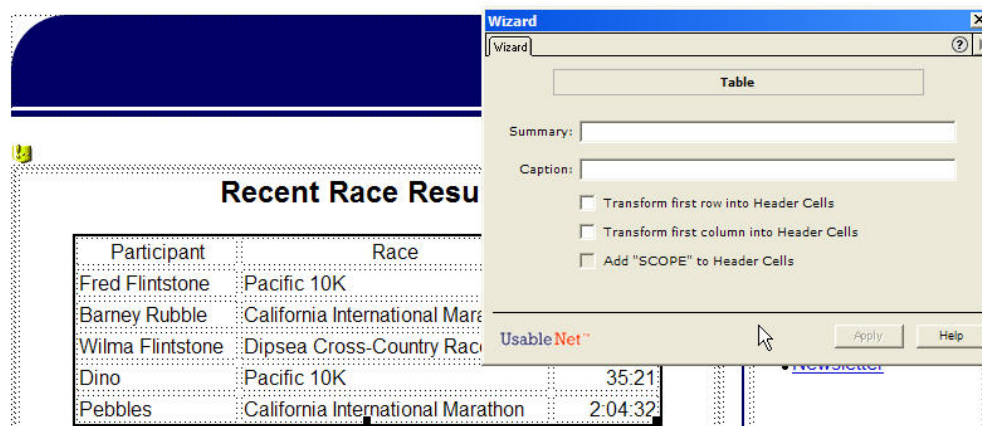 Wizard
Wizard
Table
Summary:
Caption:
Transform first row into Header Cells
Transform first column into Header Cells
Add "SCOPE" to Header Cells
UsableNet™
Apply
Help
Recent Race Resu
Participant Race
Fred Flintstone Pacific 10K
Barney Rubble California International Mara
Wilma Flintstone Dipsea Cross-Country Rac
Dino Pacific 10K 35:21
Pebbles California International Marathon 2:04:32
Newsletter